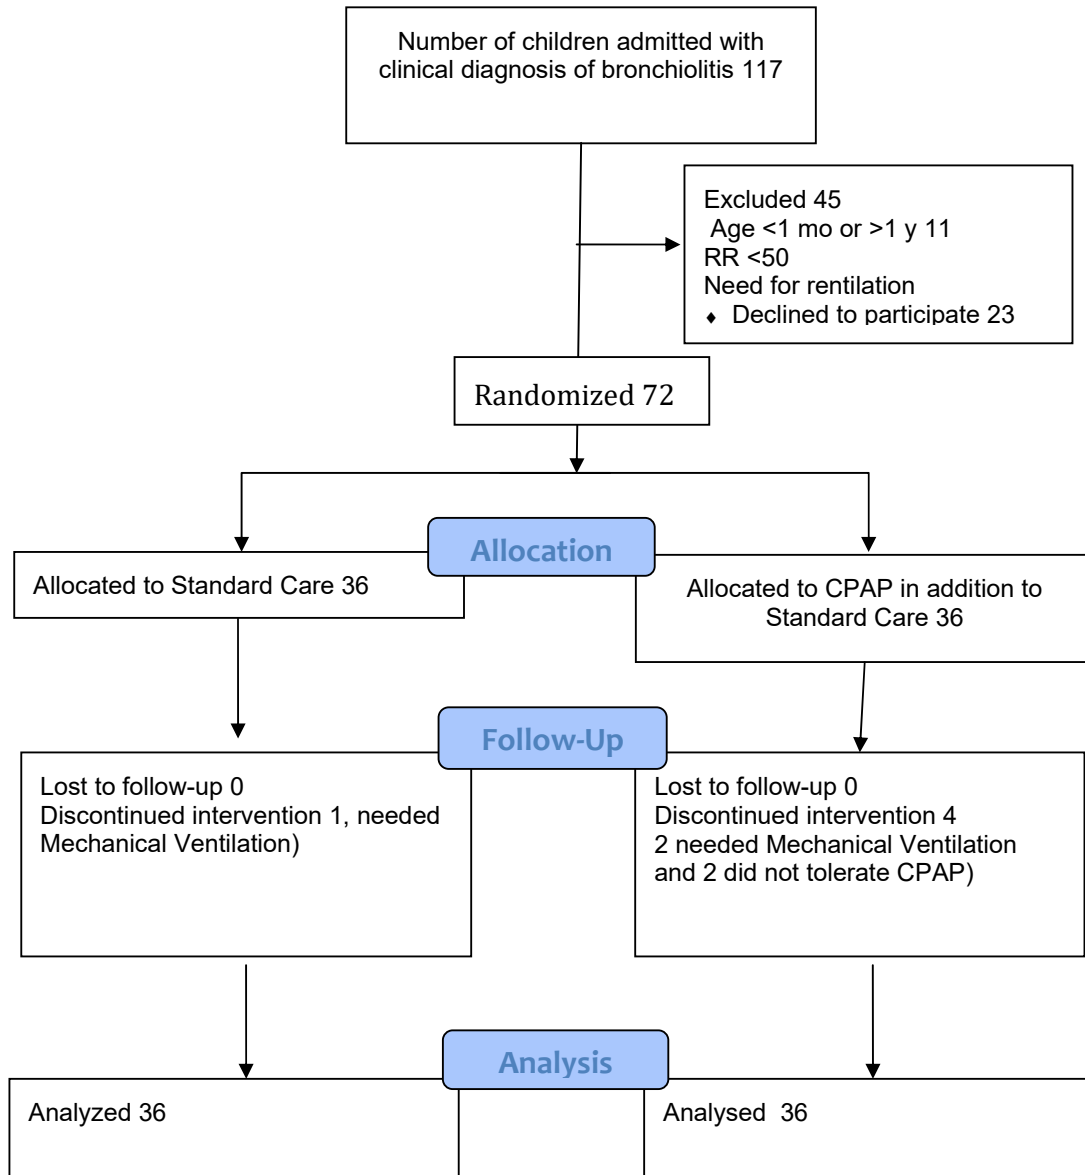 Number of children admitted with
clinical diagnosis of bronchiolitis 117
Excluded 45
Age <1 mo or >1 y 11
RR <50
Need for rentilation
♦ Declined to participate 23
Randomized 72
Allocation
Allocated to Standard Care 36
Allocated to CPAP in addition to
Standard Care 36
Follow-Up
Lost to follow-up 0
Discontinued intervention 1, needed
Mechanical Ventilation)
Lost to follow-up 0
Discontinued intervention 4
2 needed Mechanical Ventilation
and 2 did not tolerate CPAP)
Analysis
Analyzed 36
Analysed 36